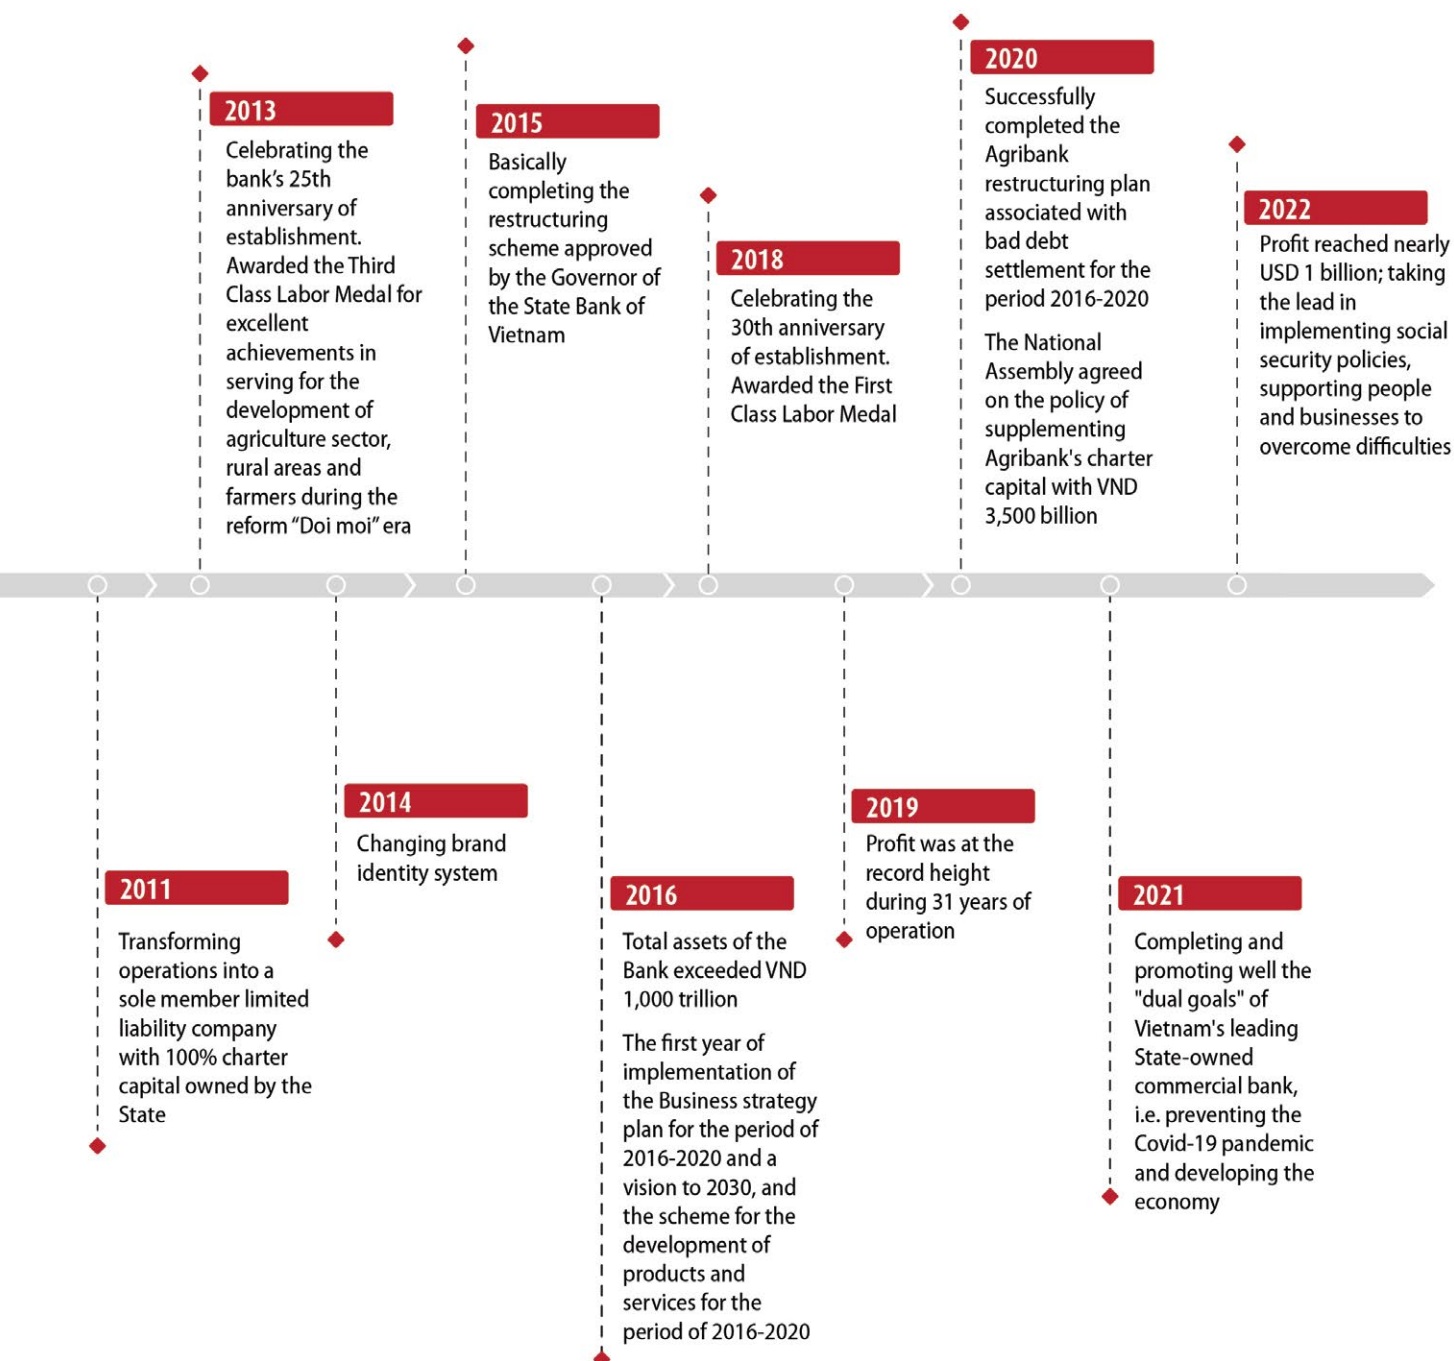 2013
Celebrating the
bank’s 25th
anniversary of
establishment.
Awarded the Third
Class Labor Medal for
excellent
achievements in
serving for the
development of
agriculture sector,
rural areas and
farmers during the
reform “Doi moi” era
2015
Basically
completing the
restructuring
scheme approved
by the Governor of
the State Bank of
Vietnam
2018
Celebrating the
30th anniversary
of establishment.
Awarded the First
Class Labor Medal
2020
Successfully
completed the
Agribank
restructuring plan
associated with
bad debt
settlement for the
period 2016-2020
The National
Assembly agreed
on the policy of
supplementing
Agribank's charter
capital with VND
3,500 billion
2022
Profit reached nearly
USD 1 billion; taking
the lead in
implementing social
security policies,
supporting people
and businesses to
overcome difficulties
2011
Transforming
operations into a
sole member limited
liability company
with 100% charter
capital owned by the
State
2014
Changing brand
identity system
2016
Total assets of the
Bank exceeded VND
1,000 trillion
The first year of
implementation of
the Business strategy
plan for the period of
2016-2020 and a
vision to 2030, and
the scheme for the
development of
products and
services for the
period of 2016-2020
2019
Profit was at the
record height
during 31 years of
operation
2021
Completing and
promoting well the
"dual goals" of
Vietnam's leading
State-owned
commercial bank,
i.e. preventing the
Covid-19 pandemic
and developing the
economy